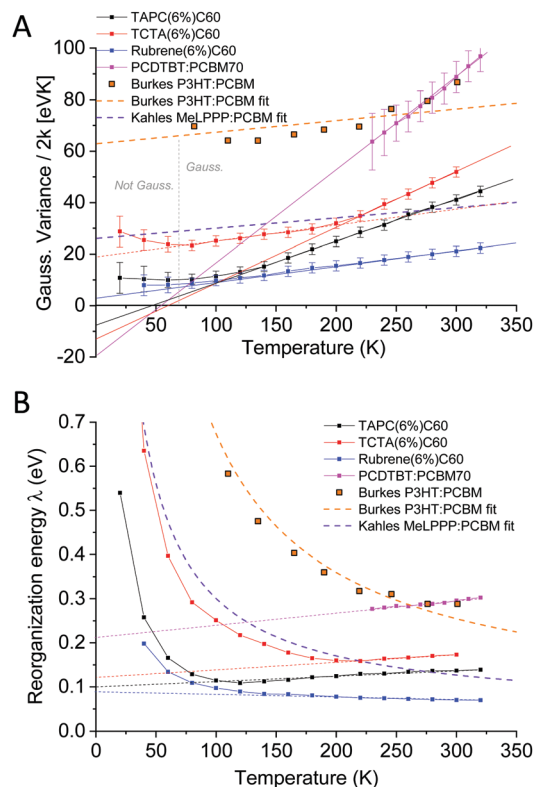 A
TAPC(6%)C60
TCTA(6%)C60
Rubrene(6%)C60
PCDTBT:PCBM70
Burkes P3HT:PCBM
Burkes P3HT:PCBM fit
Kahles MeLPPP:PCBM fit
Not Gauss.
Gauss.
Gauss. Variance / 2k [eVK]
100
80
60
40
20
0
-20
50 100 150 200 250 300 350
Temperature (K)
B
TAPC(6%)C60
TCTA(6%)C60
Rubrene(6%)C60
PCDTBT:PCBM70
Burkes P3HT:PCBM
Burkes P3HT:PCBM fit
Kahles MeLPPP:PCBM fit
Reorganization energy λ (eV)
0.7
0.6
0.5
0.4
0.3
0.2
0.1
0.0
0 50 100 150 200 250 300 350
Temperature (K)